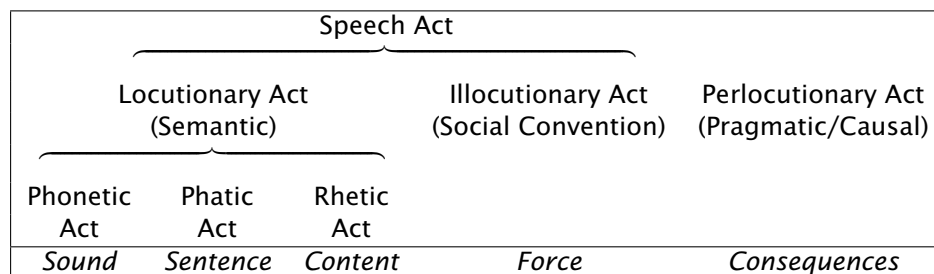 Speech Act
Locutionary Act Illocutionary Act Perlocutionary Act
(Semantic) (Social Convention) (Pragmatic/Causal)
Phonetic Phatic Rhetic
Act Act Act
Sound Sentence Content Force Consequences